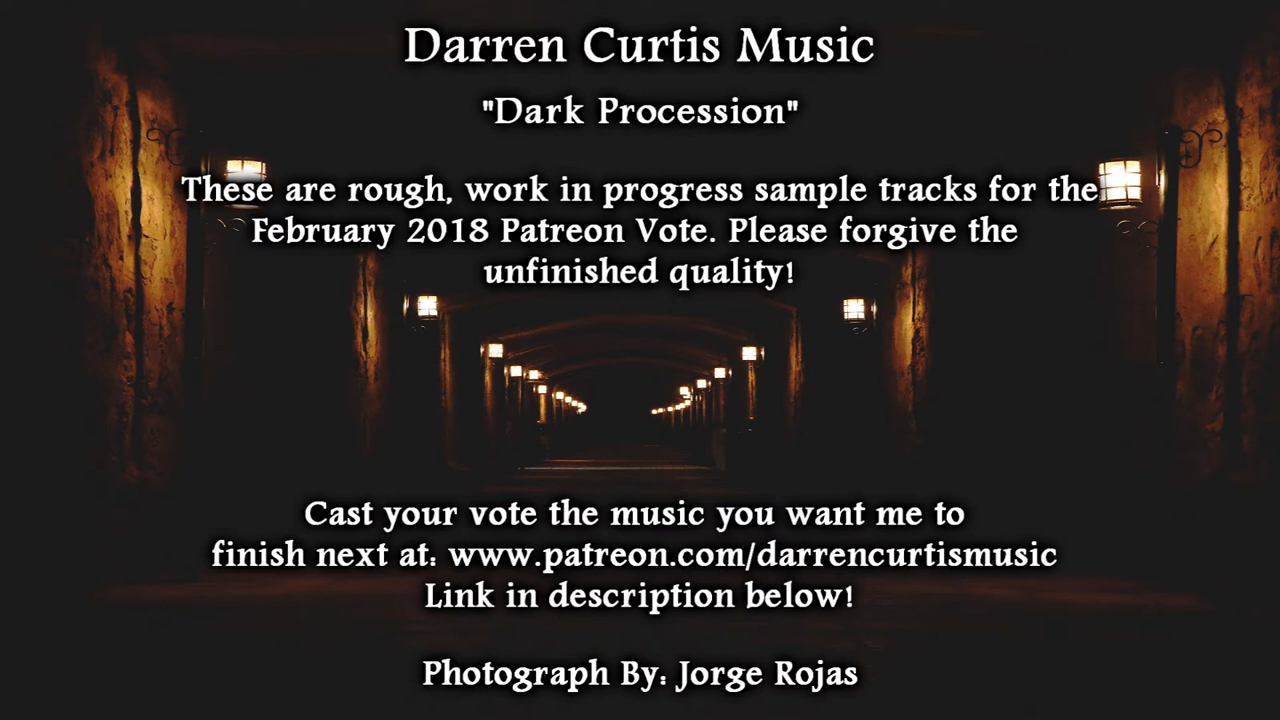 Darren Curtis Music
"Dark Procession"
These are rough, work in progress sample tracks for the
February 2018 Patreon Vote. Please forgive the
unfinished quality!
Cast your vote the music you want me to
finish next at: www.patreon.com/darrencurtismusic
Link in description below!
Photograph By: Jorge Rojas